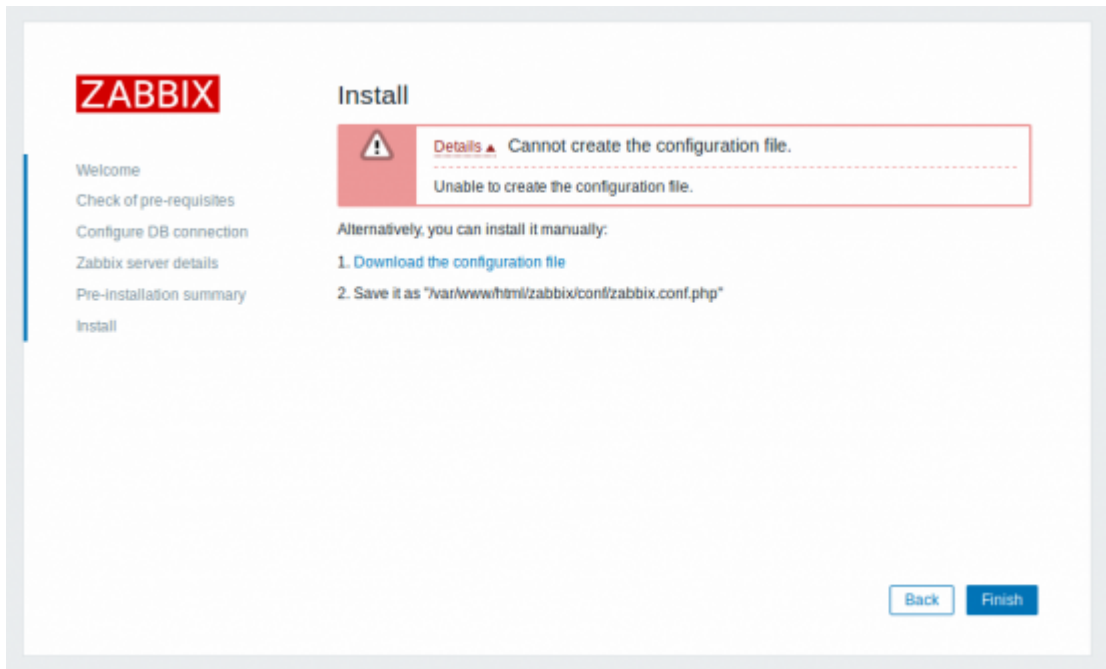 ZABBIX
Welcome
Check of pre-requisites
Configure DB connection
Zabbix server details
Pre-installation summary
Install
Install
Details Cannot create the configuration file.
Unable to create the configuration file.
Alternatively, you can install it manually:
1. Download the configuration file
2. Save it as "/var/www/html/zabbix/conf/zabbix.conf.php"
Back Finish